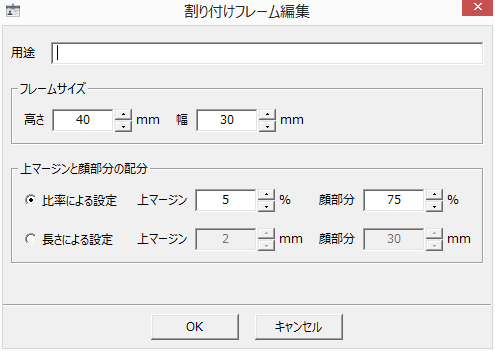 割り付けフレーム編集
用途
フレームサイズ
高さ 40 mm 幅 30 mm
上マージンと顔部分の配分
比率による設定 上マージン 5 % 顔部分 75 %
長さによる設定 上マージン 2 mm 顔部分 30 mm
OK キャンセル